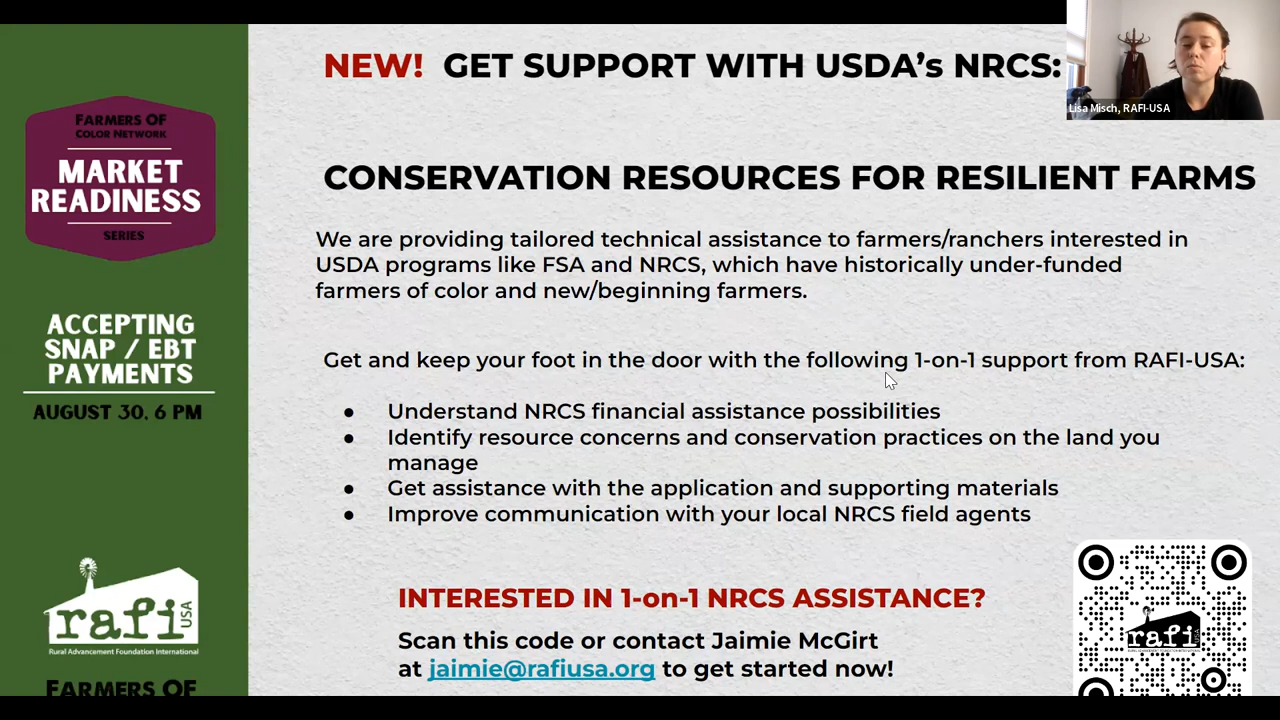 NEW! GET SUPPORT WITH USDA’s NRCS:
Lisa Misch, RAFI-USA
FARMERS OF
COLOR NETWORK
MARKET
READINESS
SERIES
ACCEPTING
SNAP / EBT
PAYMENTS
AUGUST 30, 6 PM
rafi
USA
Rural Advancement Foundation International
FARMERS OF
CONSERVATION RESOURCES FOR RESILIENT FARMS
We are providing tailored technical assistance to farmers/ranchers interested in
USDA programs like FSA and NRCS, which have historically under-funded
farmers of color and new/beginning farmers.
Get and keep your foot in the door with the following 1-on-1 support from RAFI-USA:
● Understand NRCS financial assistance possibilities
● Identify resource concerns and conservation practices on the land you
manage
● Get assistance with the application and supporting materials
● Improve communication with your local NRCS field agents
INTERESTED IN 1-on-1 NRCS ASSISTANCE?
Scan this code or contact Jaimie McGirt
at jaimie@rafiusa.org to get started now!
rafi
USA